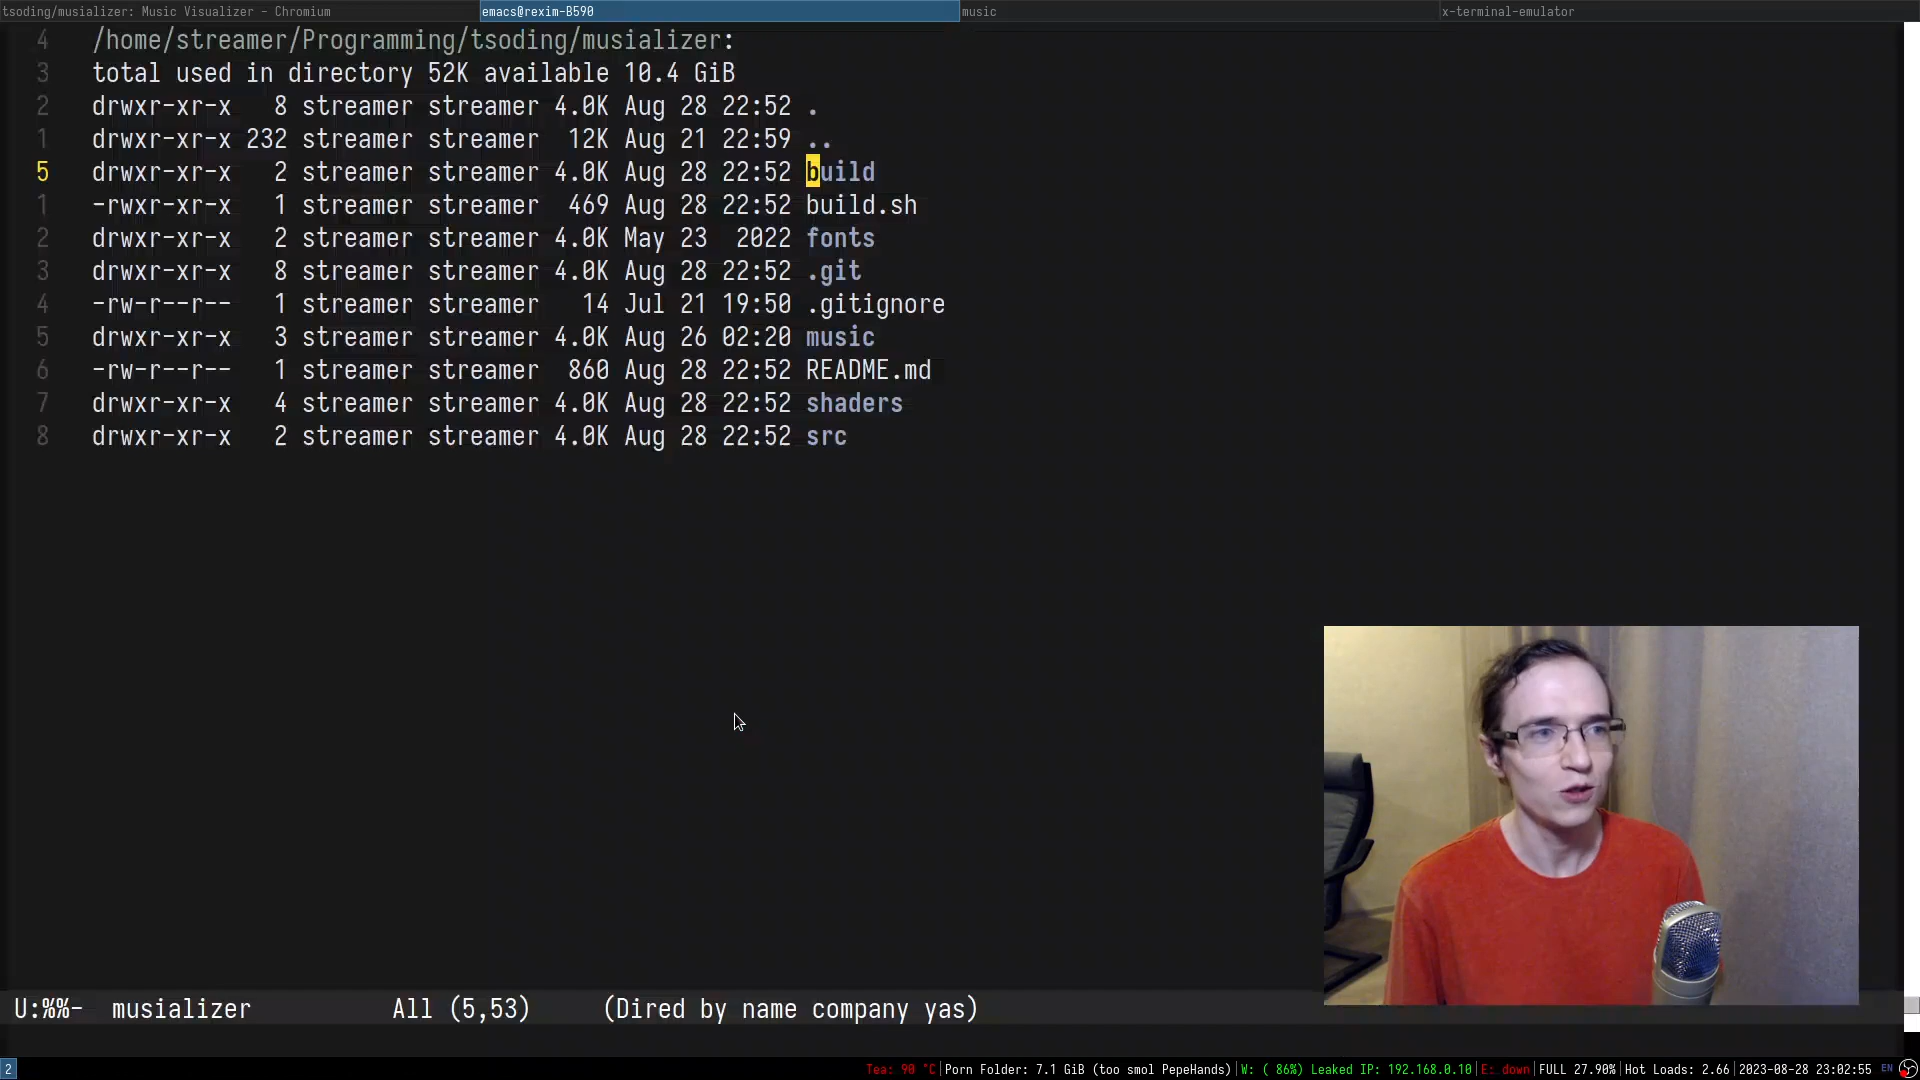 tsoding/musializer: Music Visualizer - Chromium
emacs@rexim-B590
music
x-terminal-emulator
4 /home/streamer/Programming/tsoding/musializer:
3 total used in directory 52K available 10.4 GiB
2 drwxr-xr-x 8 streamer streamer 4.0K Aug 28 22:52 .
1 drwxr-xr-x 232 streamer streamer 12K Aug 21 22:59 ..
5 drwxr-xr-x 2 streamer streamer 4.0K Aug 28 22:52 build
1 -rwxr-xr-x 1 streamer streamer 469 Aug 28 22:52 build.sh
2 drwxr-xr-x 2 streamer streamer 4.0K May 23 2022 fonts
3 drwxr-xr-x 8 streamer streamer 4.0K Aug 28 22:52 .git
4 -rw-r--r-- 1 streamer streamer 14 Jul 21 19:50 .gitignore
5 drwxr-xr-x 3 streamer streamer 4.0K Aug 26 02:20 music
6 -rw-r--r-- 1 streamer streamer 860 Aug 28 22:52 README.md
7 drwxr-xr-x 4 streamer streamer 4.0K Aug 28 22:52 shaders
8 drwxr-xr-x 2 streamer streamer 4.0K Aug 28 22:52 src
U:%%- musializer All (5,53) (Dired by name company yas)
2 Tea: 90 °C|Porn Folder: 7.1 GiB (too smol PepeHands)|W: ( 86%) Leaked IP: 192.168.0.10|E: down|FULL 27.90%|Hot Loads: 2.66|2023-08-28 23:02:55 EN